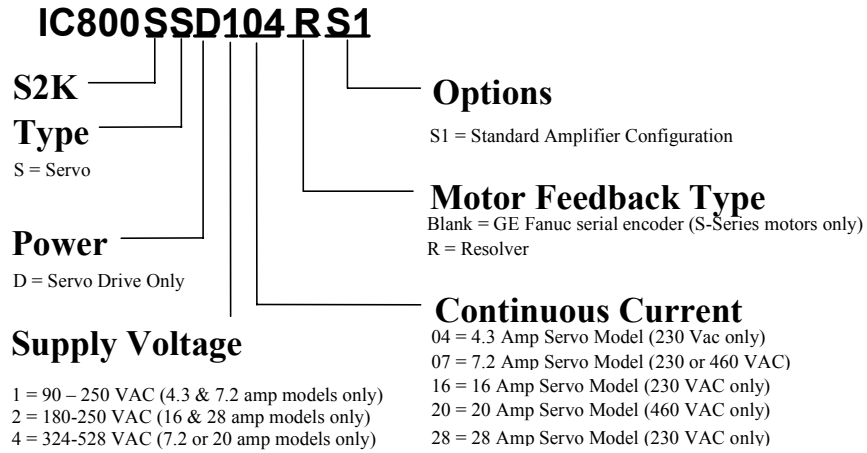 IC800SSD104RS1
S2K
Type
S = Servo
Power
D = Servo Drive Only
Supply Voltage
1 = 90 – 250 VAC (4.3 & 7.2 amp models only)
2 = 180-250 VAC (16 & 28 amp models only)
4 = 324-528 VAC (7.2 or 20 amp models only)
Options
S1 = Standard Amplifier Configuration
Motor Feedback Type
Blank = GE Fanuc serial encoder (S-Series motors only)
R = Resolver
Continuous Current
04 = 4.3 Amp Servo Model (230 Vac only)
07 = 7.2 Amp Servo Model (230 or 460 VAC)
16 = 16 Amp Servo Model (230 VAC only)
20 = 20 Amp Servo Model (460 VAC only)
28 = 28 Amp Servo Model (230 VAC only)